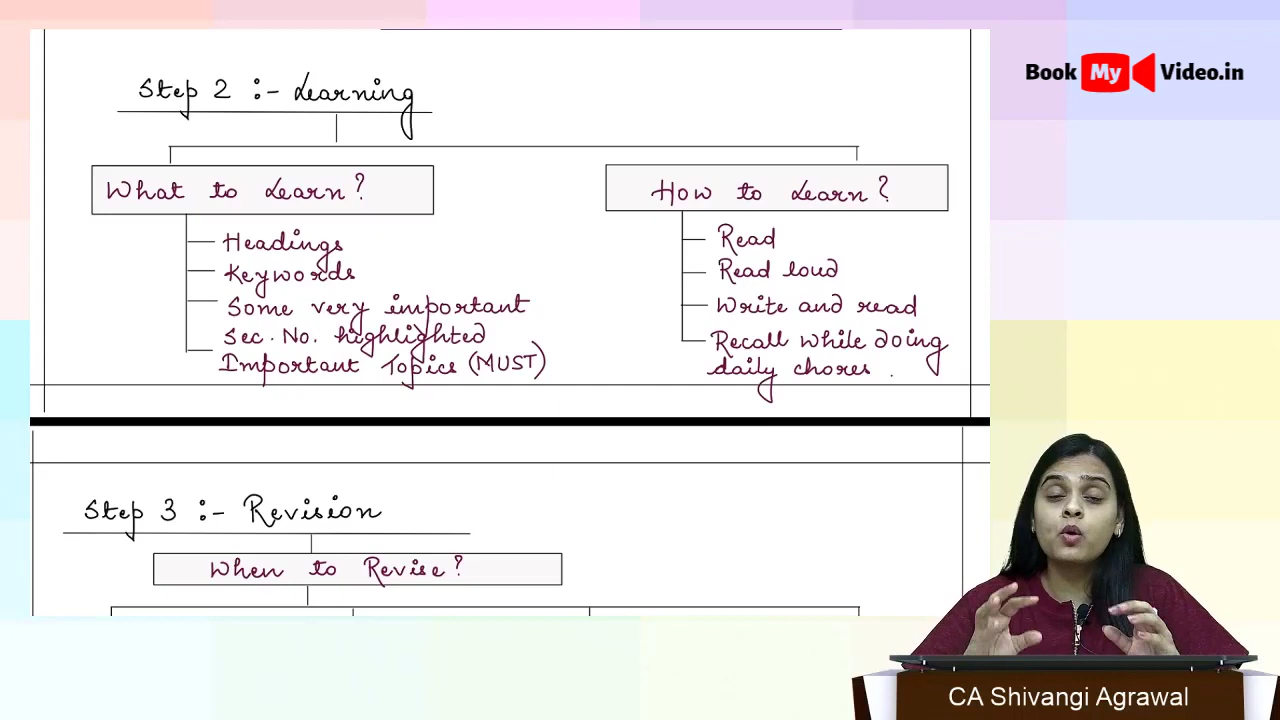 Book My Video.in
Step 2 :- Learning
What to Learn?
Headings
Keywords
Some very important
Sec. No. highlighted
Important Topics (MUST)
How to Learn?
Read
Read loud
Write and read
Recall while doing
daily chores .
Step 3 :- Revision
When to Revise?
CA Shivangi Agrawal